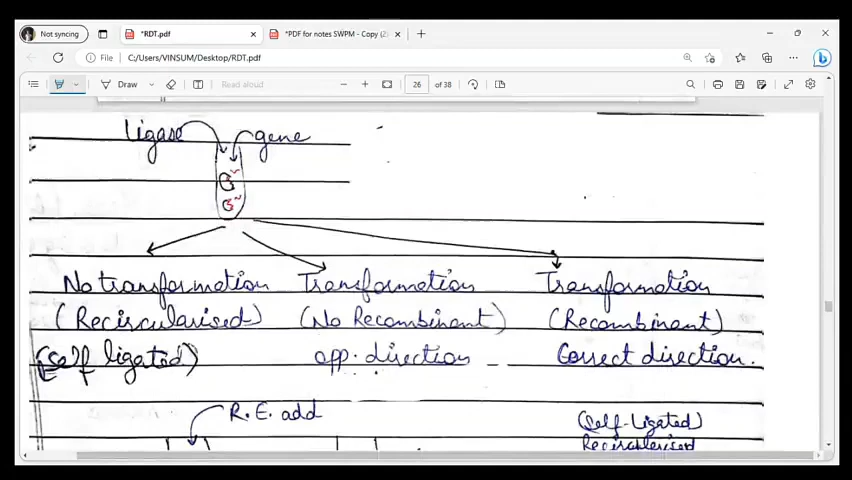 Not syncing
*RDT.pdf
*PDF for notes SWPM - Copy (2)
File
C:/Users/VINSUM/Desktop/RDT.pdf
Draw
Read aloud
26 of 38
ligase gene
No transformation Transformation Transformation
(Recircularised) (No Recombinant) (Recombinant)
(self ligated) opp. direction Correct direction.
R.E. add
(Self-Ligated)
Recircularised